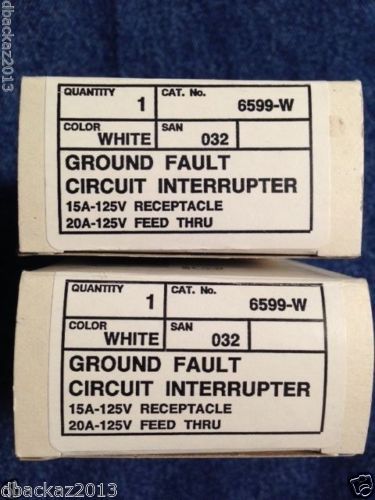 dbackaz2013
QUANTITY 1 CAT. No. 6599-W
COLOR WHITE SAN 032
GROUND FAULT
CIRCUIT INTERRUPTER
15A-125V RECEPTACLE
20A-125V FEED THRU
QUANTITY 1 CAT. No. 6599-W
COLOR WHITE SAN 032
GROUND FAULT
CIRCUIT INTERRUPTER
15A-125V RECEPTACLE
20A-125V FEED THRU
dbackaz2013